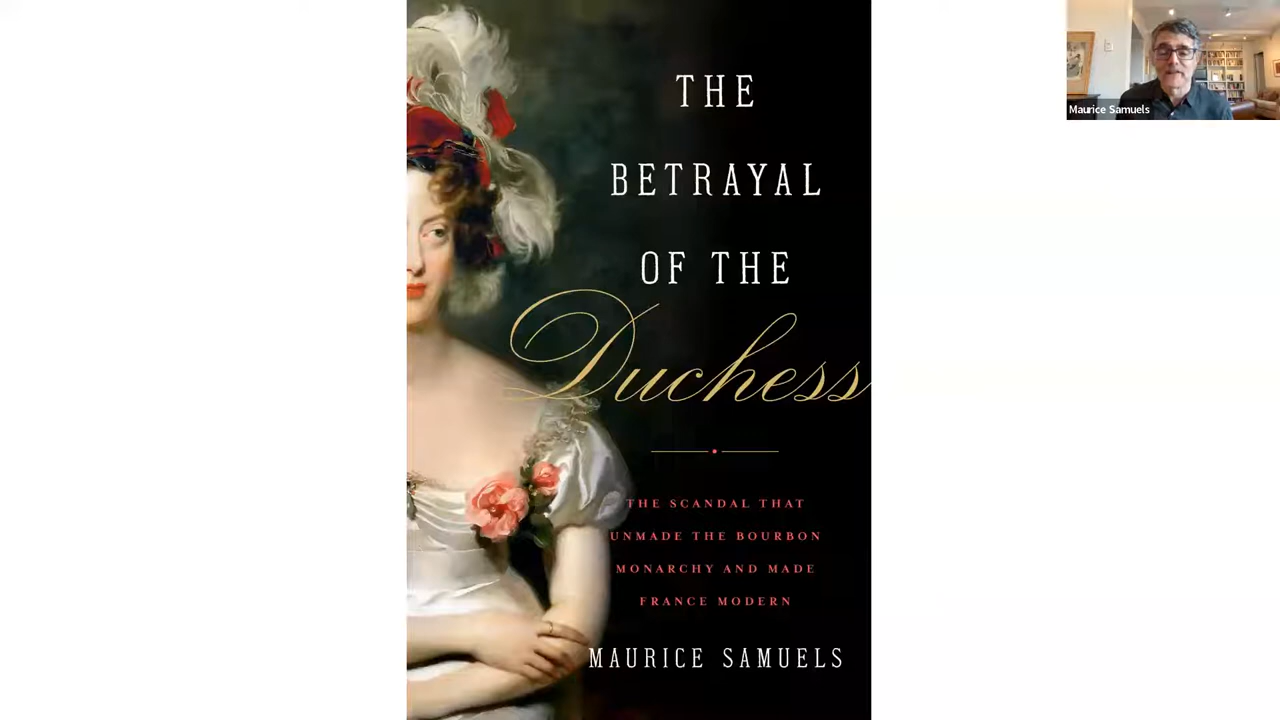 THE
BETRAYAL
OF THE
Duchess
THE SCANDAL THAT
UNMADE THE BOURBON
MONARCHY AND MADE
FRANCE MODERN
MAURICE SAMUELS
Maurice Samuels